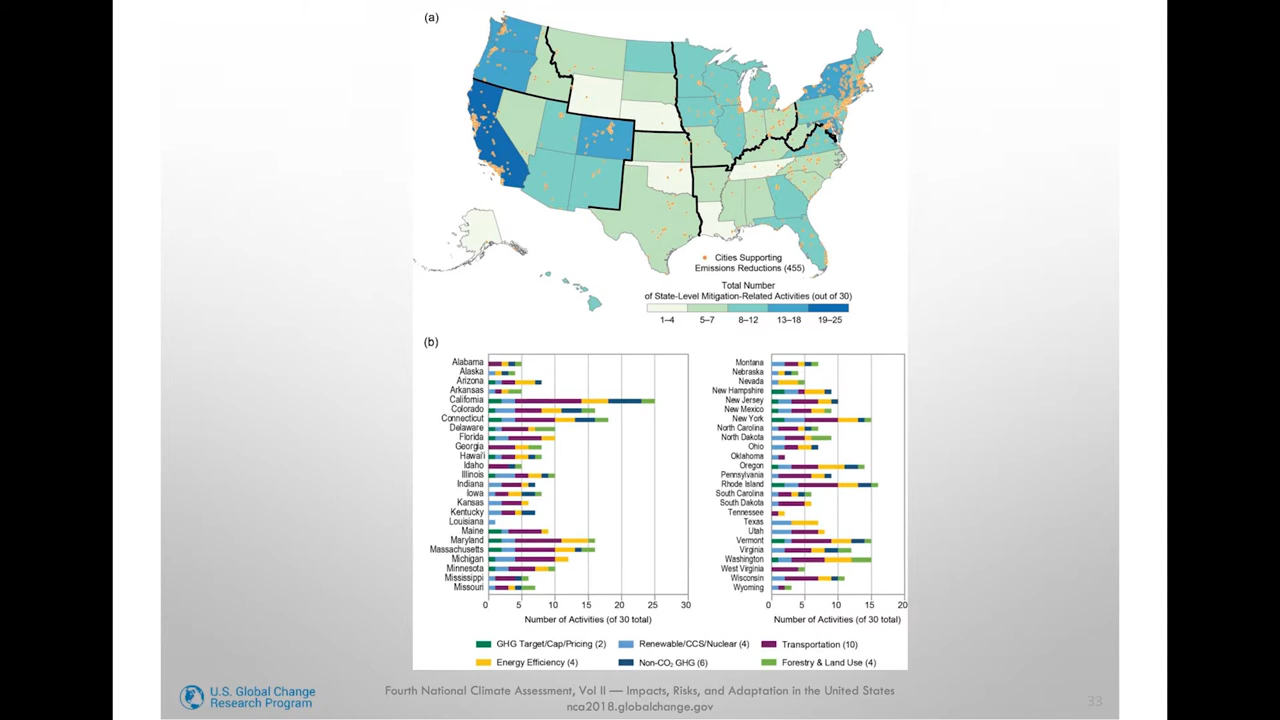 (a)
Cities Supporting
Emissions Reductions (455)
Total Number
of State-Level Mitigation-Related Activities (out of 30)
1–4 5–7 8–12 13–18 19–25
(b)
Alabama
Alaska
Arizona
Arkansas
California
Colorado
Connecticut
Delaware
Florida
Georgia
Hawai'i
Idaho
Illinois
Indiana
Iowa
Kansas
Kentucky
Louisiana
Maine
Maryland
Massachusetts
Michigan
Minnesota
Mississippi
Missouri
0 5 10 15 20 25 30
Number of Activities (of 30 total)
Montana
Nebraska
Nevada
New Hampshire
New Jersey
New Mexico
New York
North Carolina
North Dakota
Ohio
Oklahoma
Oregon
Pennsylvania
Rhode Island
South Carolina
South Dakota
Tennessee
Texas
Utah
Vermont
Virginia
Washington
West Virginia
Wisconsin
Wyoming
0 5 10 15 20
Number of Activities (of 30 total)
GHG Target/Cap/Pricing (2) Renewable/CCS/Nuclear (4) Transportation (10)
Energy Efficiency (4) Non-CO₂ GHG (6) Forestry & Land Use (4)
U.S. Global Change
Research Program
Fourth National Climate Assessment, Vol II — Impacts, Risks, and Adaptation in the United States
nca2018.globalchange.gov
33